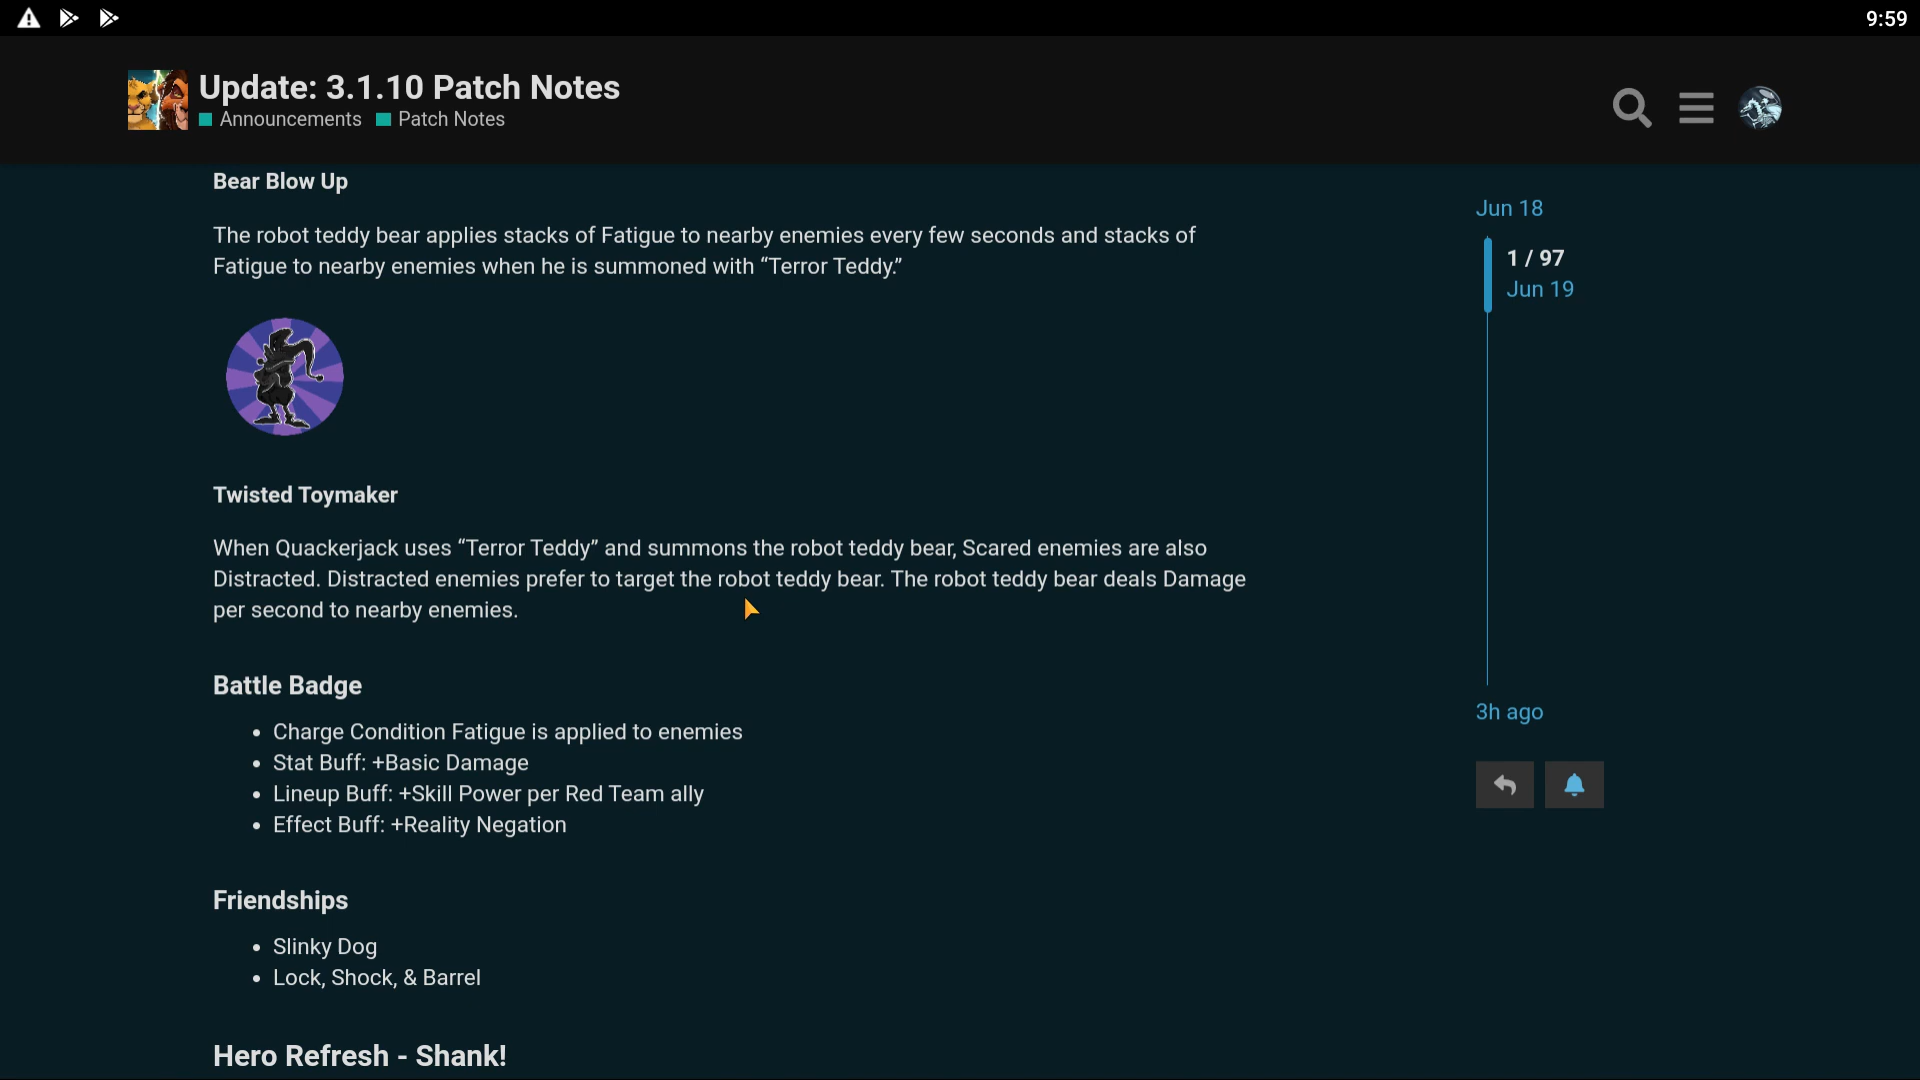 9:59
Update: 3.1.10 Patch Notes
Announcements Patch Notes
Bear Blow Up
The robot teddy bear applies stacks of Fatigue to nearby enemies every few seconds and stacks of
Fatigue to nearby enemies when he is summoned with “Terror Teddy.”
Twisted Toymaker
When Quackerjack uses “Terror Teddy” and summons the robot teddy bear, Scared enemies are also
Distracted. Distracted enemies prefer to target the robot teddy bear. The robot teddy bear deals Damage
per second to nearby enemies.
Battle Badge
• Charge Condition Fatigue is applied to enemies
• Stat Buff: +Basic Damage
• Lineup Buff: +Skill Power per Red Team ally
• Effect Buff: +Reality Negation
Friendships
• Slinky Dog
• Lock, Shock, & Barrel
Hero Refresh - Shank!
Jun 18
1 / 97
Jun 19
3h ago